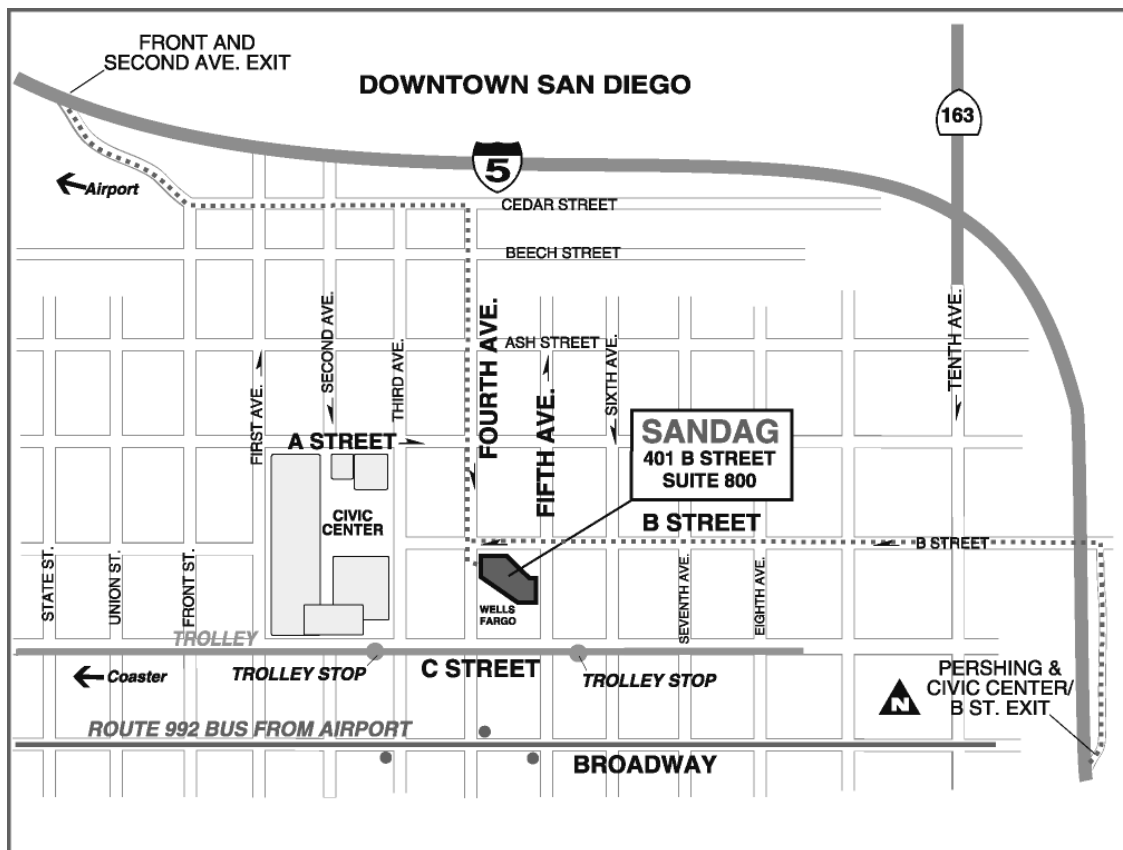 FRONT AND
SECOND AVE. EXIT
DOWNTOWN SAN DIEGO
163
5
Airport
CEDAR STREET
BEECH STREET
ASH STREET
FIRST AVE.
SECOND AVE.
THIRD AVE.
FOURTH AVE.
FIFTH AVE.
SIXTH AVE.
TENTH AVE.
A STREET
SANDAG
401 B STREET
SUITE 800
CIVIC
CENTER
B STREET
B STREET
STATE ST.
UNION ST.
FRONT ST.
WELLS
FARGO
SEVENTH AVE.
EIGHTH AVE.
TROLLEY
TROLLEY STOP
C STREET
TROLLEY STOP
Coaster
PERSHING &
CIVIC CENTER/
B ST. EXIT
N
ROUTE 992 BUS FROM AIRPORT
BROADWAY